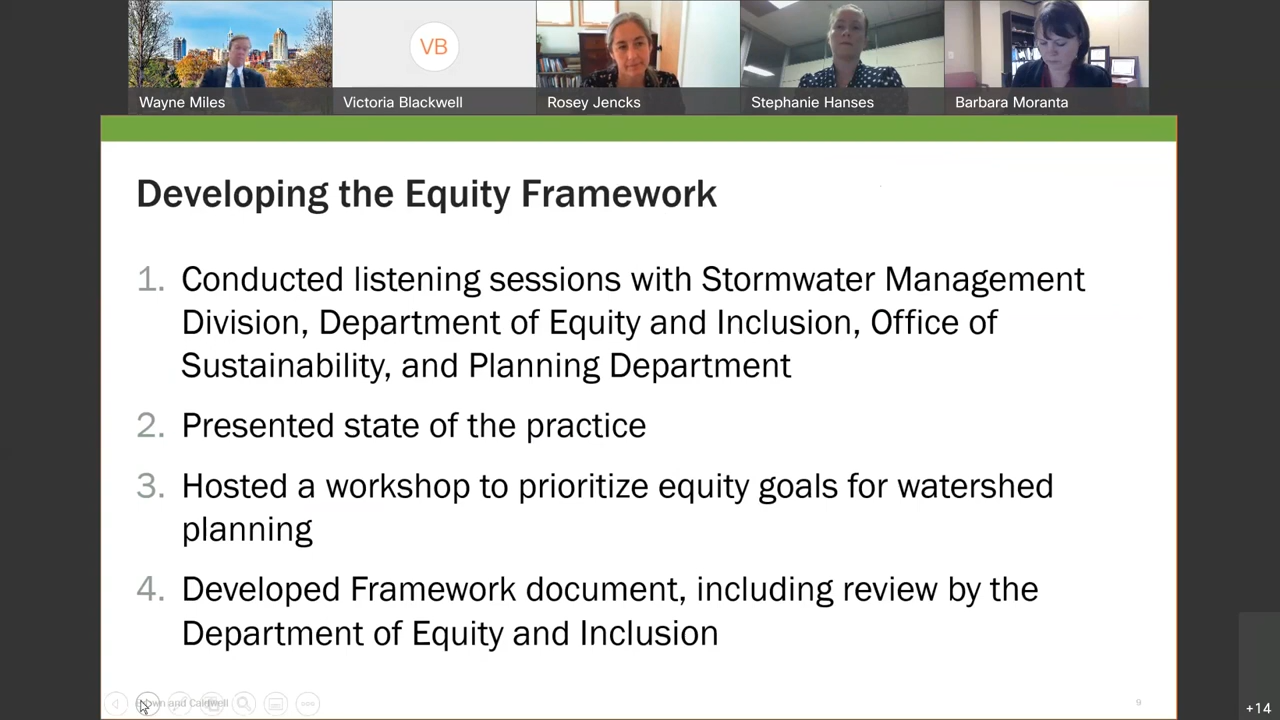 VB
Wayne Miles
Victoria Blackwell
Rosey Jencks
Stephanie Hanses
Barbara Moranta
Developing the Equity Framework
1. Conducted listening sessions with Stormwater Management
Division, Department of Equity and Inclusion, Office of
Sustainability, and Planning Department
2. Presented state of the practice
3. Hosted a workshop to prioritize equity goals for watershed
planning
4. Developed Framework document, including review by the
Department of Equity and Inclusion
and Caldwell
9
+14